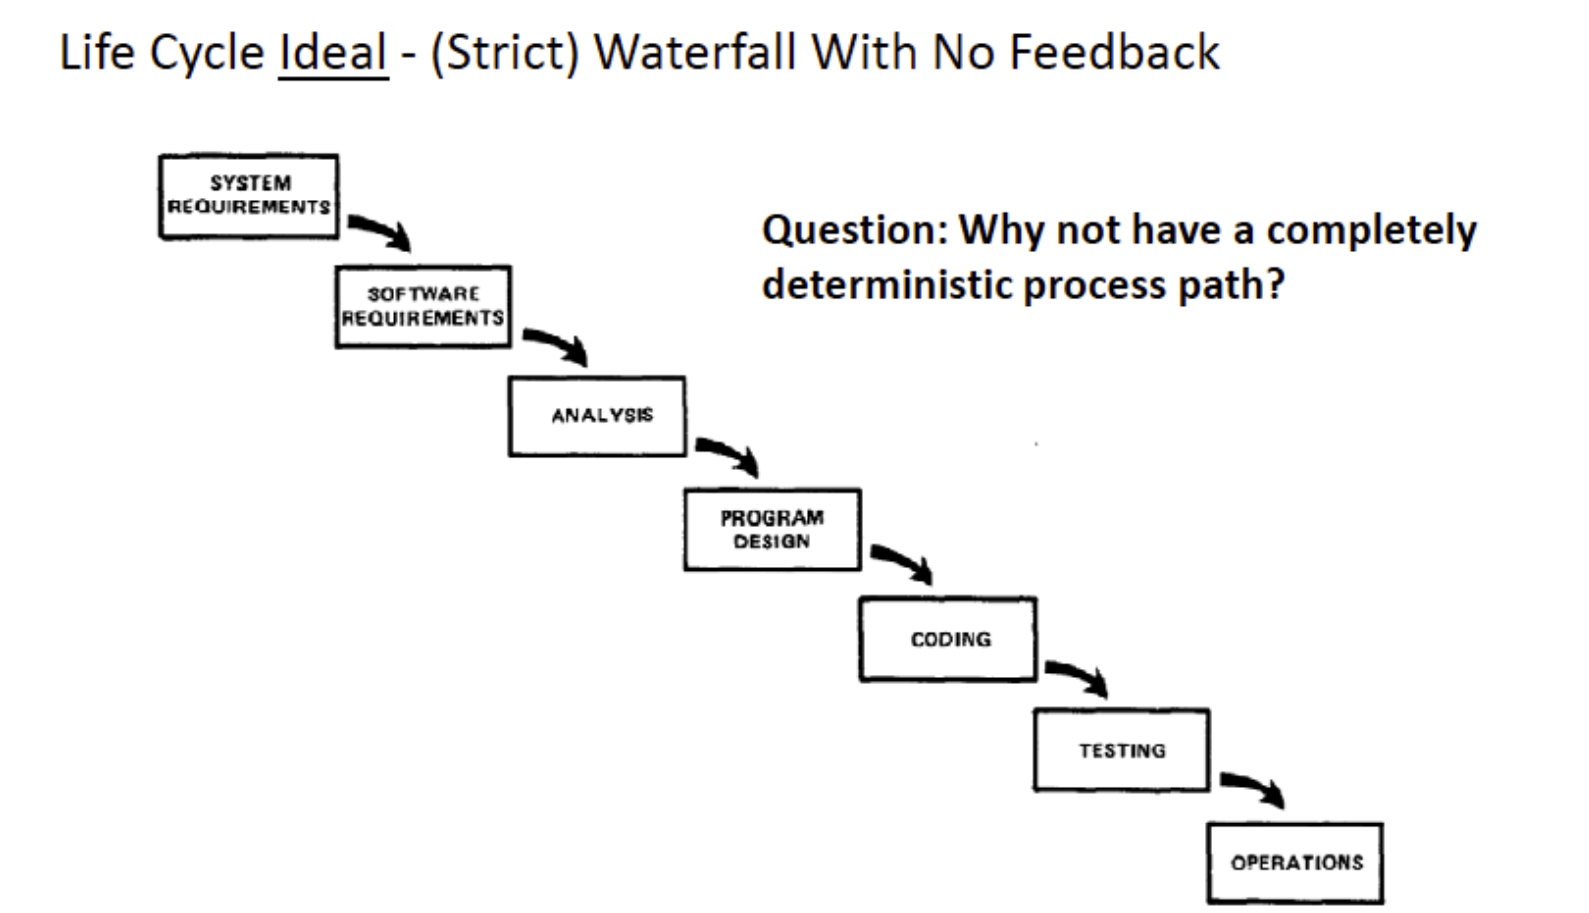 Life Cycle Ideal - (Strict) Waterfall With No Feedback
SYSTEM
REQUIREMENTS
Question: Why not have a completely
deterministic process path?
SOFTWARE
REQUIREMENTS
ANALYSIS
PROGRAM
DESIGN
CODING
TESTING
OPERATIONS